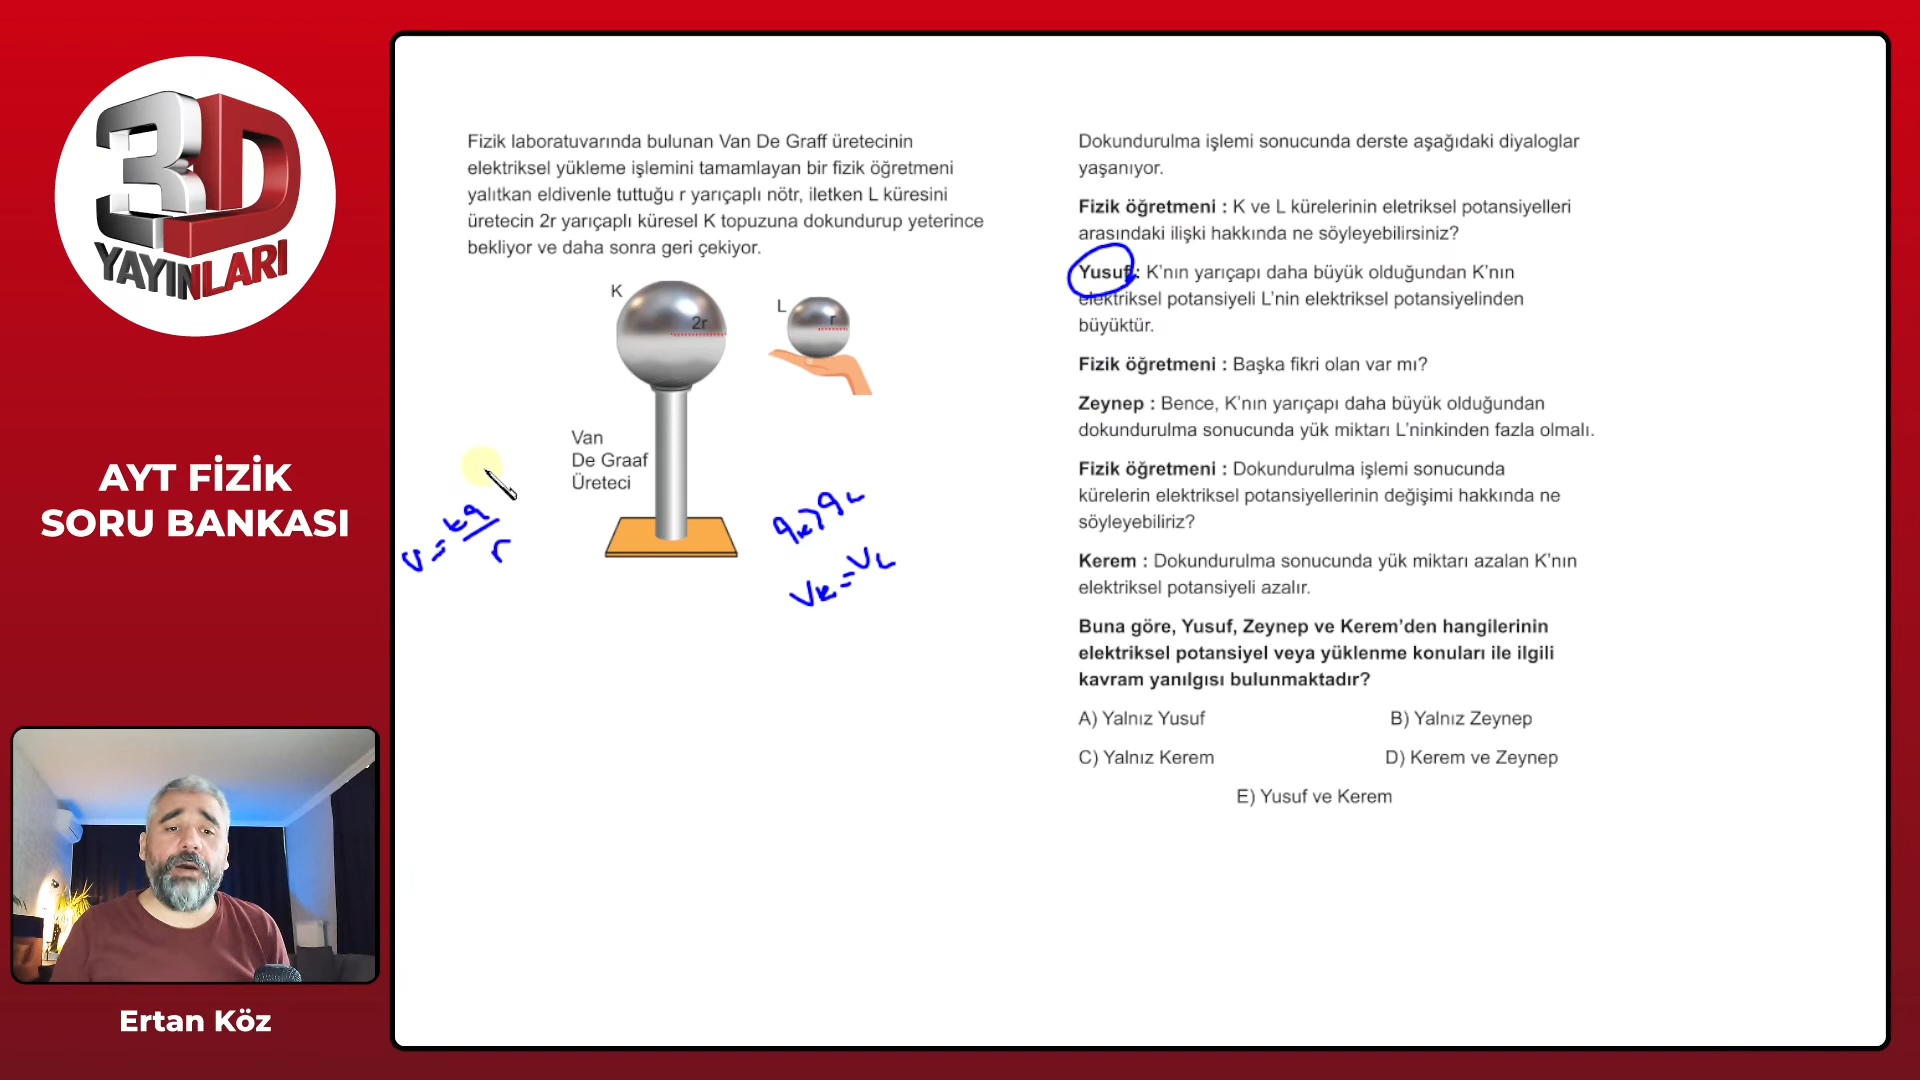 3D
YAYINLARI
AYT FİZİK
SORU BANKASI
Ertan Köz
Fizik laboratuvarında bulunan Van De Graff üretecinin
elektriksel yükleme işlemini tamamlayan bir fizik öğretmeni
yalıtkan eldivenle tuttuğu r yarıçaplı nötr, iletken L küresini
üretecin 2r yarıçaplı küresel K topuzuna dokundurup yeterince
bekliyor ve daha sonra geri çekiyor.
K
2r
L
r
Van
De Graaf
Üreteci
V = kq/r
qK > qL
VK = VL
Dokundurulma işlemi sonucunda derste aşağıdaki diyaloglar
yaşanıyor.
Fizik öğretmeni : K ve L kürelerinin eletriksel potansiyelleri
arasındaki ilişki hakkında ne söyleyebilirsiniz?
Yusuf : K'nın yarıçapı daha büyük olduğundan K'nın
elektriksel potansiyeli L'nin elektriksel potansiyelinden
büyüktür.
Fizik öğretmeni : Başka fikri olan var mı?
Zeynep : Bence, K'nın yarıçapı daha büyük olduğundan
dokundurulma sonucunda yük miktarı L'ninkinden fazla olmalı.
Fizik öğretmeni : Dokundurulma işlemi sonucunda
kürelerin elektriksel potansiyellerinin değişimi hakkında ne
söyleyebiliriz?
Kerem : Dokundurulma sonucunda yük miktarı azalan K'nın
elektriksel potansiyeli azalır.
Buna göre, Yusuf, Zeynep ve Kerem'den hangilerinin
elektriksel potansiyel veya yüklenme konuları ile ilgili
kavram yanılgısı bulunmaktadır?
A) Yalnız Yusuf
B) Yalnız Zeynep
C) Yalnız Kerem
D) Kerem ve Zeynep
E) Yusuf ve Kerem